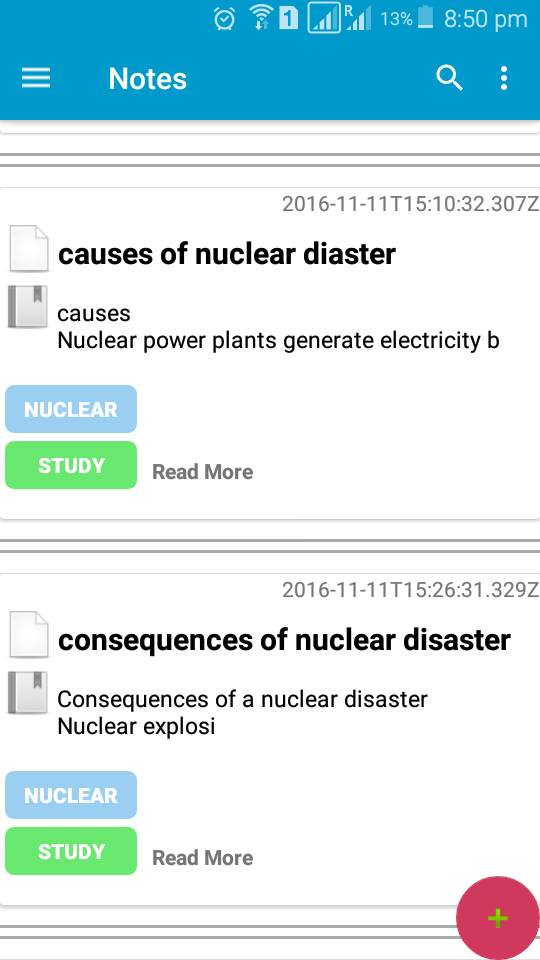 1 R 13% 8:50 pm
Notes
2016-11-11T15:10:32.307Z
causes of nuclear diaster
causes
Nuclear power plants generate electricity b
NUCLEAR
STUDY
Read More
2016-11-11T15:26:31.329Z
consequences of nuclear disaster
Consequences of a nuclear disaster
Nuclear explosi
NUCLEAR
STUDY
Read More
+